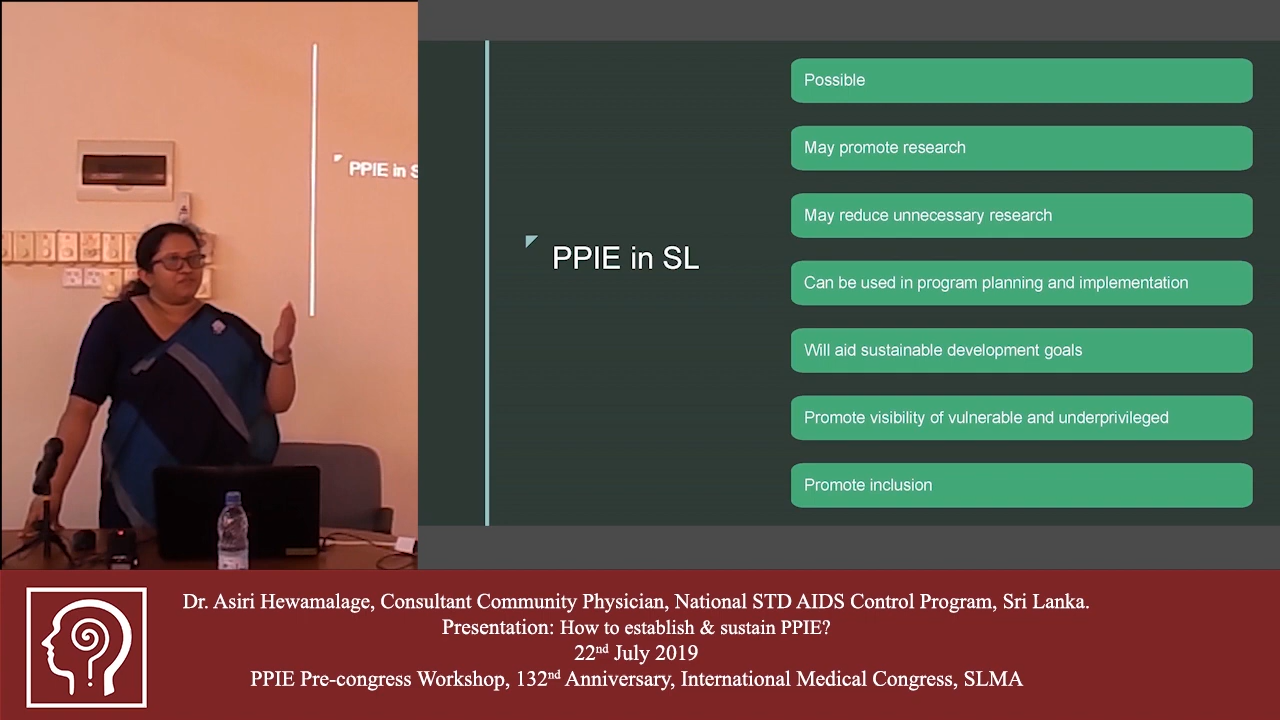 PPIE in S
PPIE in SL
Possible
May promote research
May reduce unnecessary research
Can be used in program planning and implementation
Will aid sustainable development goals
Promote visibility of vulnerable and underprivileged
Promote inclusion
Dr. Asiri Hewamalage, Consultant Community Physician, National STD AIDS Control Program, Sri Lanka.
Presentation: How to establish & sustain PPIE?
22nd July 2019
PPIE Pre-congress Workshop, 132nd Anniversary, International Medical Congress, SLMA